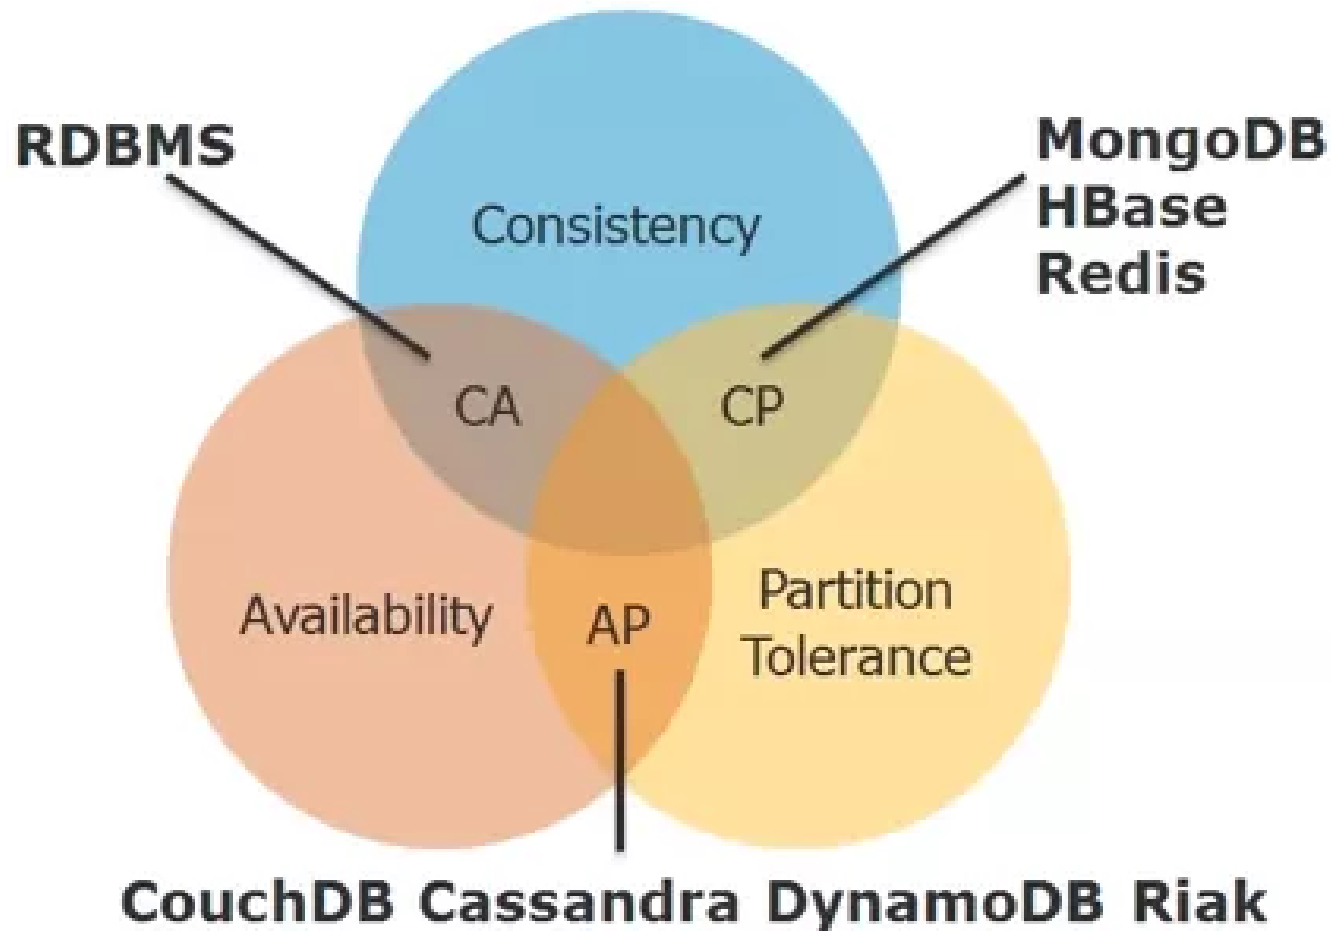 RDBMS
MongoDB
HBase
Redis
Consistency
CA
CP
Availability
AP
Partition
Tolerance
CouchDB Cassandra DynamoDB Riak